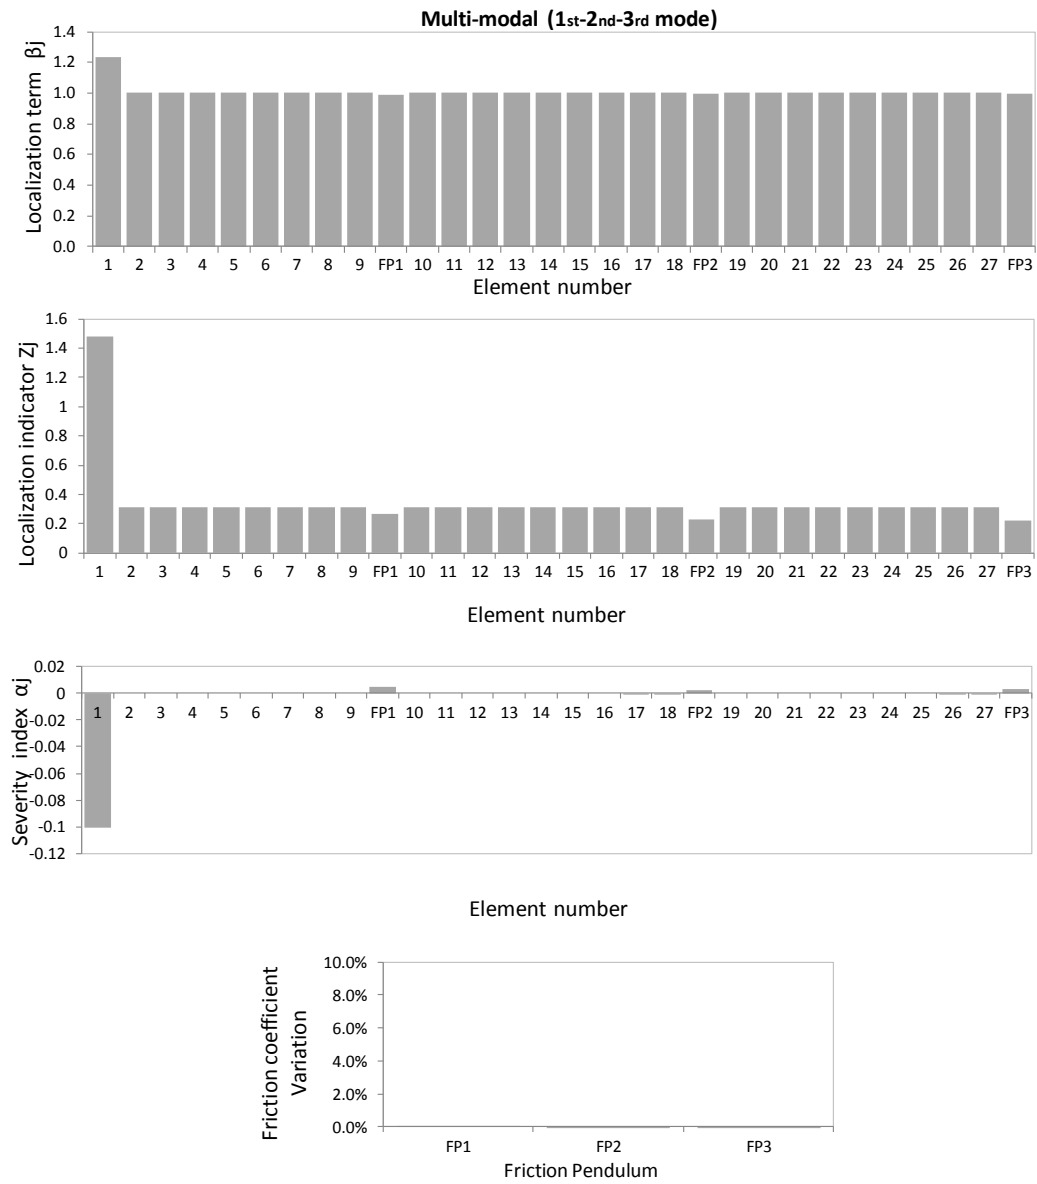 Multi-modal (1st-2nd-3rd mode)
Localization term βj
1.4
1.2
1.0
0.8
0.6
0.4
0.2
0.0
1 2 3 4 5 6 7 8 9 FP1 10 11 12 13 14 15 16 17 18 FP2 19 20 21 22 23 24 25 26 27 FP3
Element number
Localization indicator Zj
1.6
1.4
1.2
1
0.8
0.6
0.4
0.2
0
1 2 3 4 5 6 7 8 9 FP1 10 11 12 13 14 15 16 17 18 FP2 19 20 21 22 23 24 25 26 27 FP3
Element number
Severity index αj
0.02
0
-0.02
-0.04
-0.06
-0.08
-0.1
-0.12
1 2 3 4 5 6 7 8 9 FP1 10 11 12 13 14 15 16 17 18 FP2 19 20 21 22 23 24 25 26 27 FP3
Element number
Friction coefficient
Variation
10.0%
8.0%
6.0%
4.0%
2.0%
0.0%
FP1 FP2 FP3
Friction Pendulum